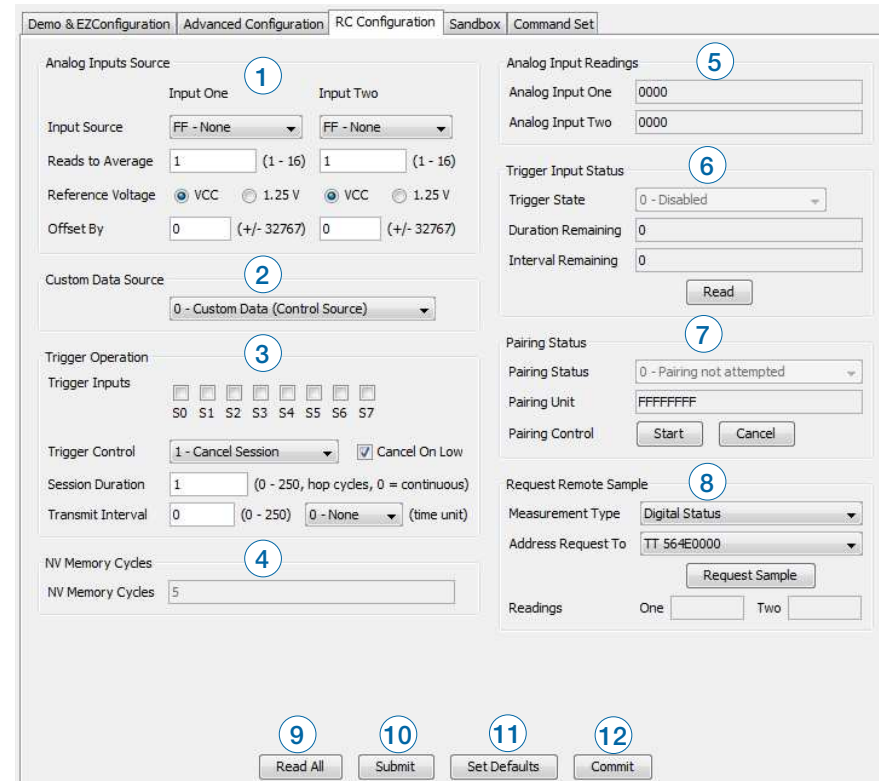 Demo & EZConfiguration Advanced Configuration RC Configuration Sandbox Command Set
Analog Inputs Source
1
Input One Input Two
Input Source FF - None FF - None
Reads to Average 1 (1 - 16) 1 (1 - 16)
Reference Voltage VCC 1.25 V VCC 1.25 V
Offset By 0 (+/- 32767) 0 (+/- 32767)
Custom Data Source
2
0 - Custom Data (Control Source)
Trigger Operation
3
Trigger Inputs
S0 S1 S2 S3 S4 S5 S6 S7
Trigger Control 1 - Cancel Session Cancel On Low
Session Duration 1 (0 - 250, hop cycles, 0 = continuous)
Transmit Interval 0 (0 - 250) 0 - None (time unit)
NV Memory Cycles
4
NV Memory Cycles 5
Analog Input Readings
5
Analog Input One 0000
Analog Input Two 0000
Trigger Input Status
6
Trigger State 0 - Disabled
Duration Remaining 0
Interval Remaining 0
Read
Pairing Status
7
Pairing Status 0 - Pairing not attempted
Pairing Unit FFFFFFFF
Pairing Control Start Cancel
Request Remote Sample
8
Measurement Type Digital Status
Address Request To TT 564E0000
Request Sample
Readings One Two
9 10 11 12
Read All Submit Set Defaults Commit